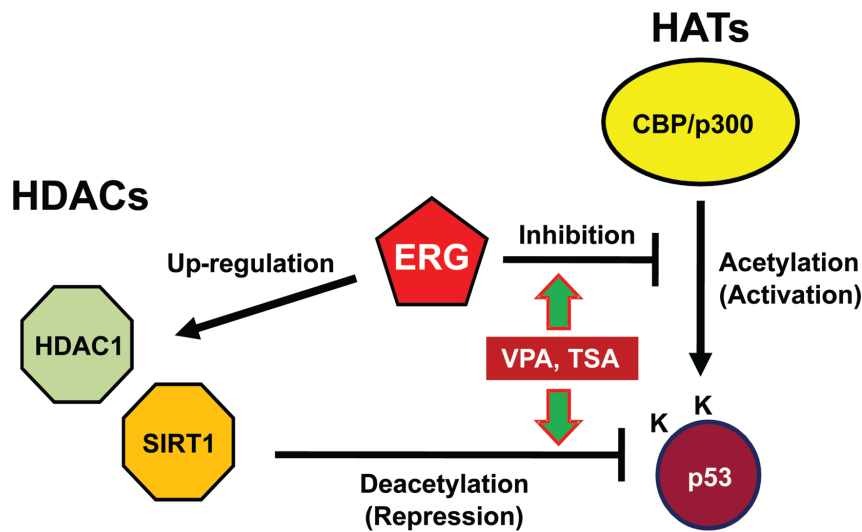 HATs
CBP/p300
HDACs
ERG
Inhibition
Up-regulation
Acetylation
(Activation)
HDAC1
VPA, TSA
K
K
SIRT1
p53
Deacetylation
(Repression)